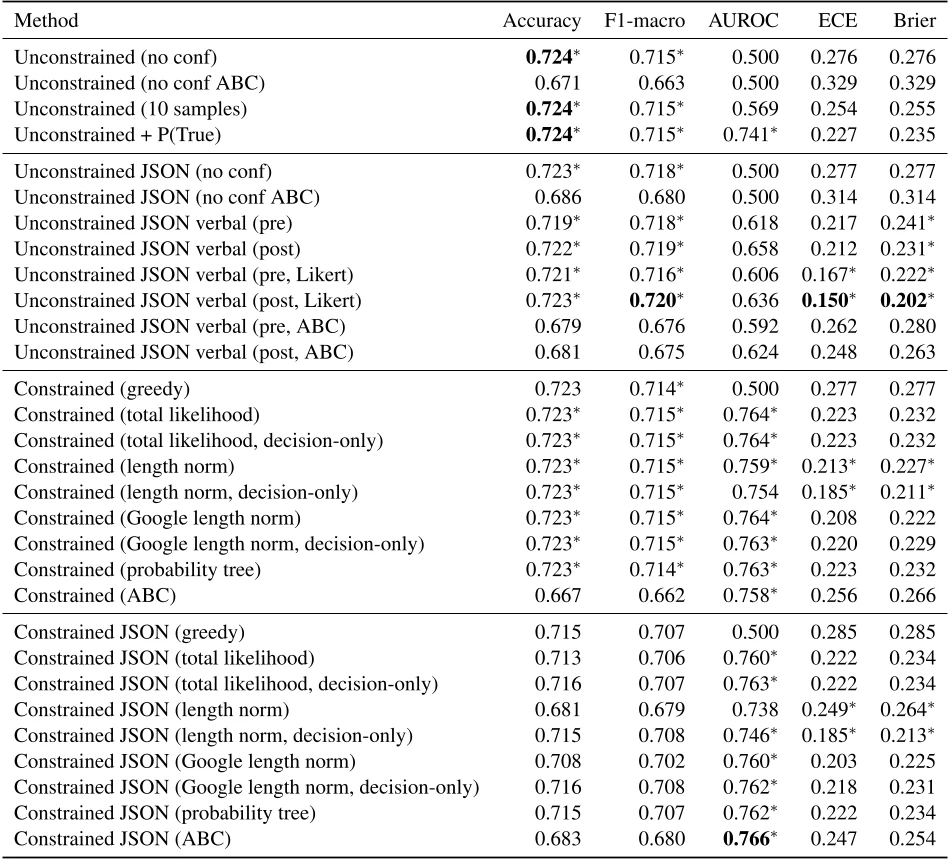 Method Accuracy F1-macro AUROC ECE Brier
Unconstrained (no conf) 0.724* 0.715* 0.500 0.276 0.276
Unconstrained (no conf ABC) 0.671 0.663 0.500 0.329 0.329
Unconstrained (10 samples) 0.724* 0.715* 0.569 0.254 0.255
Unconstrained + P(True) 0.724* 0.715* 0.741* 0.227 0.235
Unconstrained JSON (no conf) 0.723* 0.718* 0.500 0.277 0.277
Unconstrained JSON (no conf ABC) 0.686 0.680 0.500 0.314 0.314
Unconstrained JSON verbal (pre) 0.719* 0.718* 0.618 0.217 0.241*
Unconstrained JSON verbal (post) 0.722* 0.719* 0.658 0.212 0.231*
Unconstrained JSON verbal (pre, Likert) 0.721* 0.716* 0.606 0.167* 0.222*
Unconstrained JSON verbal (post, Likert) 0.723* 0.720* 0.636 0.150* 0.202*
Unconstrained JSON verbal (pre, ABC) 0.679 0.676 0.592 0.262 0.280
Unconstrained JSON verbal (post, ABC) 0.681 0.675 0.624 0.248 0.263
Constrained (greedy) 0.723 0.714* 0.500 0.277 0.277
Constrained (total likelihood) 0.723* 0.715* 0.764* 0.223 0.232
Constrained (total likelihood, decision-only) 0.723* 0.715* 0.764* 0.223 0.232
Constrained (length norm) 0.723* 0.715* 0.759* 0.213* 0.227*
Constrained (length norm, decision-only) 0.723* 0.715* 0.754 0.185* 0.211*
Constrained (Google length norm) 0.723* 0.715* 0.764* 0.208 0.222
Constrained (Google length norm, decision-only) 0.723* 0.715* 0.763* 0.220 0.229
Constrained (probability tree) 0.723* 0.714* 0.763* 0.223 0.232
Constrained (ABC) 0.667 0.662 0.758* 0.256 0.266
Constrained JSON (greedy) 0.715 0.707 0.500 0.285 0.285
Constrained JSON (total likelihood) 0.713 0.706 0.760* 0.222 0.234
Constrained JSON (total likelihood, decision-only) 0.716 0.707 0.763* 0.222 0.234
Constrained JSON (length norm) 0.681 0.679 0.738 0.249* 0.264*
Constrained JSON (length norm, decision-only) 0.715 0.708 0.746* 0.185* 0.213*
Constrained JSON (Google length norm) 0.708 0.702 0.760* 0.203 0.225
Constrained JSON (Google length norm, decision-only) 0.716 0.708 0.762* 0.218 0.231
Constrained JSON (probability tree) 0.715 0.707 0.762* 0.222 0.234
Constrained JSON (ABC) 0.683 0.680 0.766* 0.247 0.254